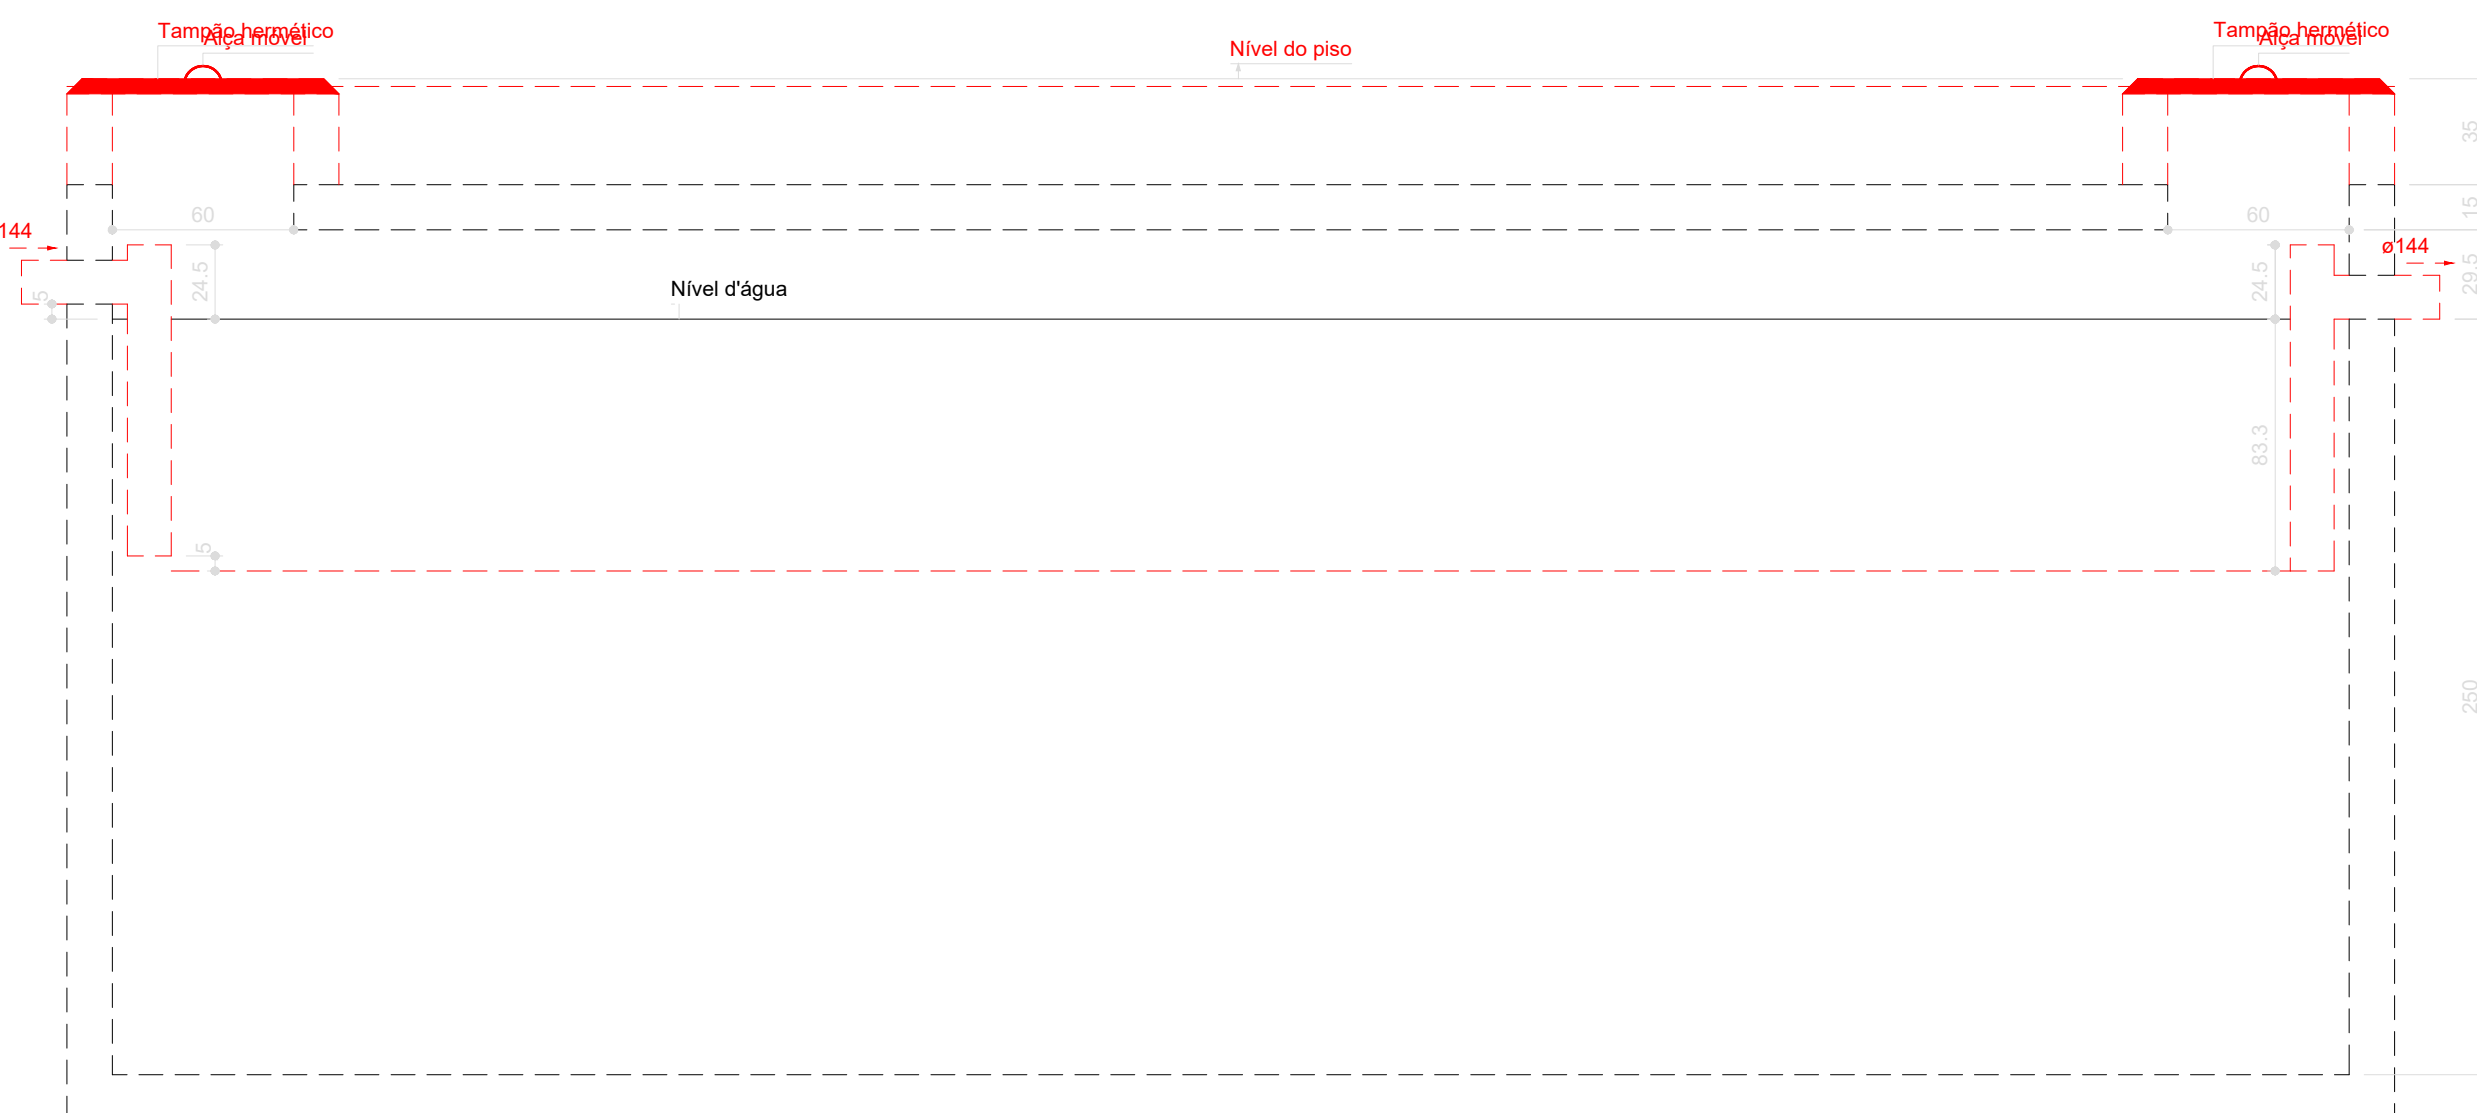 Tampão hermético
Alça móvel
Nível do piso
Tampão hermético
Alça móvel
35
15
60
60
144
ø144
24.5
24.5
29.5
5
Nível d'água
83.3
5
250